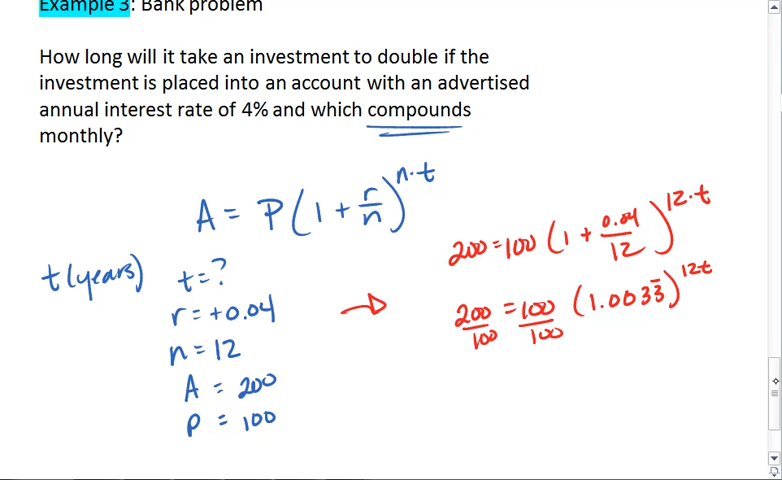 Example 3: Bank problem
How long will it take an investment to double if the
investment is placed into an account with an advertised
annual interest rate of 4% and which compounds
monthly?
A = P(1 + r/n)^n·t
t(years)
t = ?
r = +0.04
n = 12
A = 200
P = 100
200 = 100 (1 + 0.04/12)^12·t
200/100 = 100/100 (1.0033̅)^12t